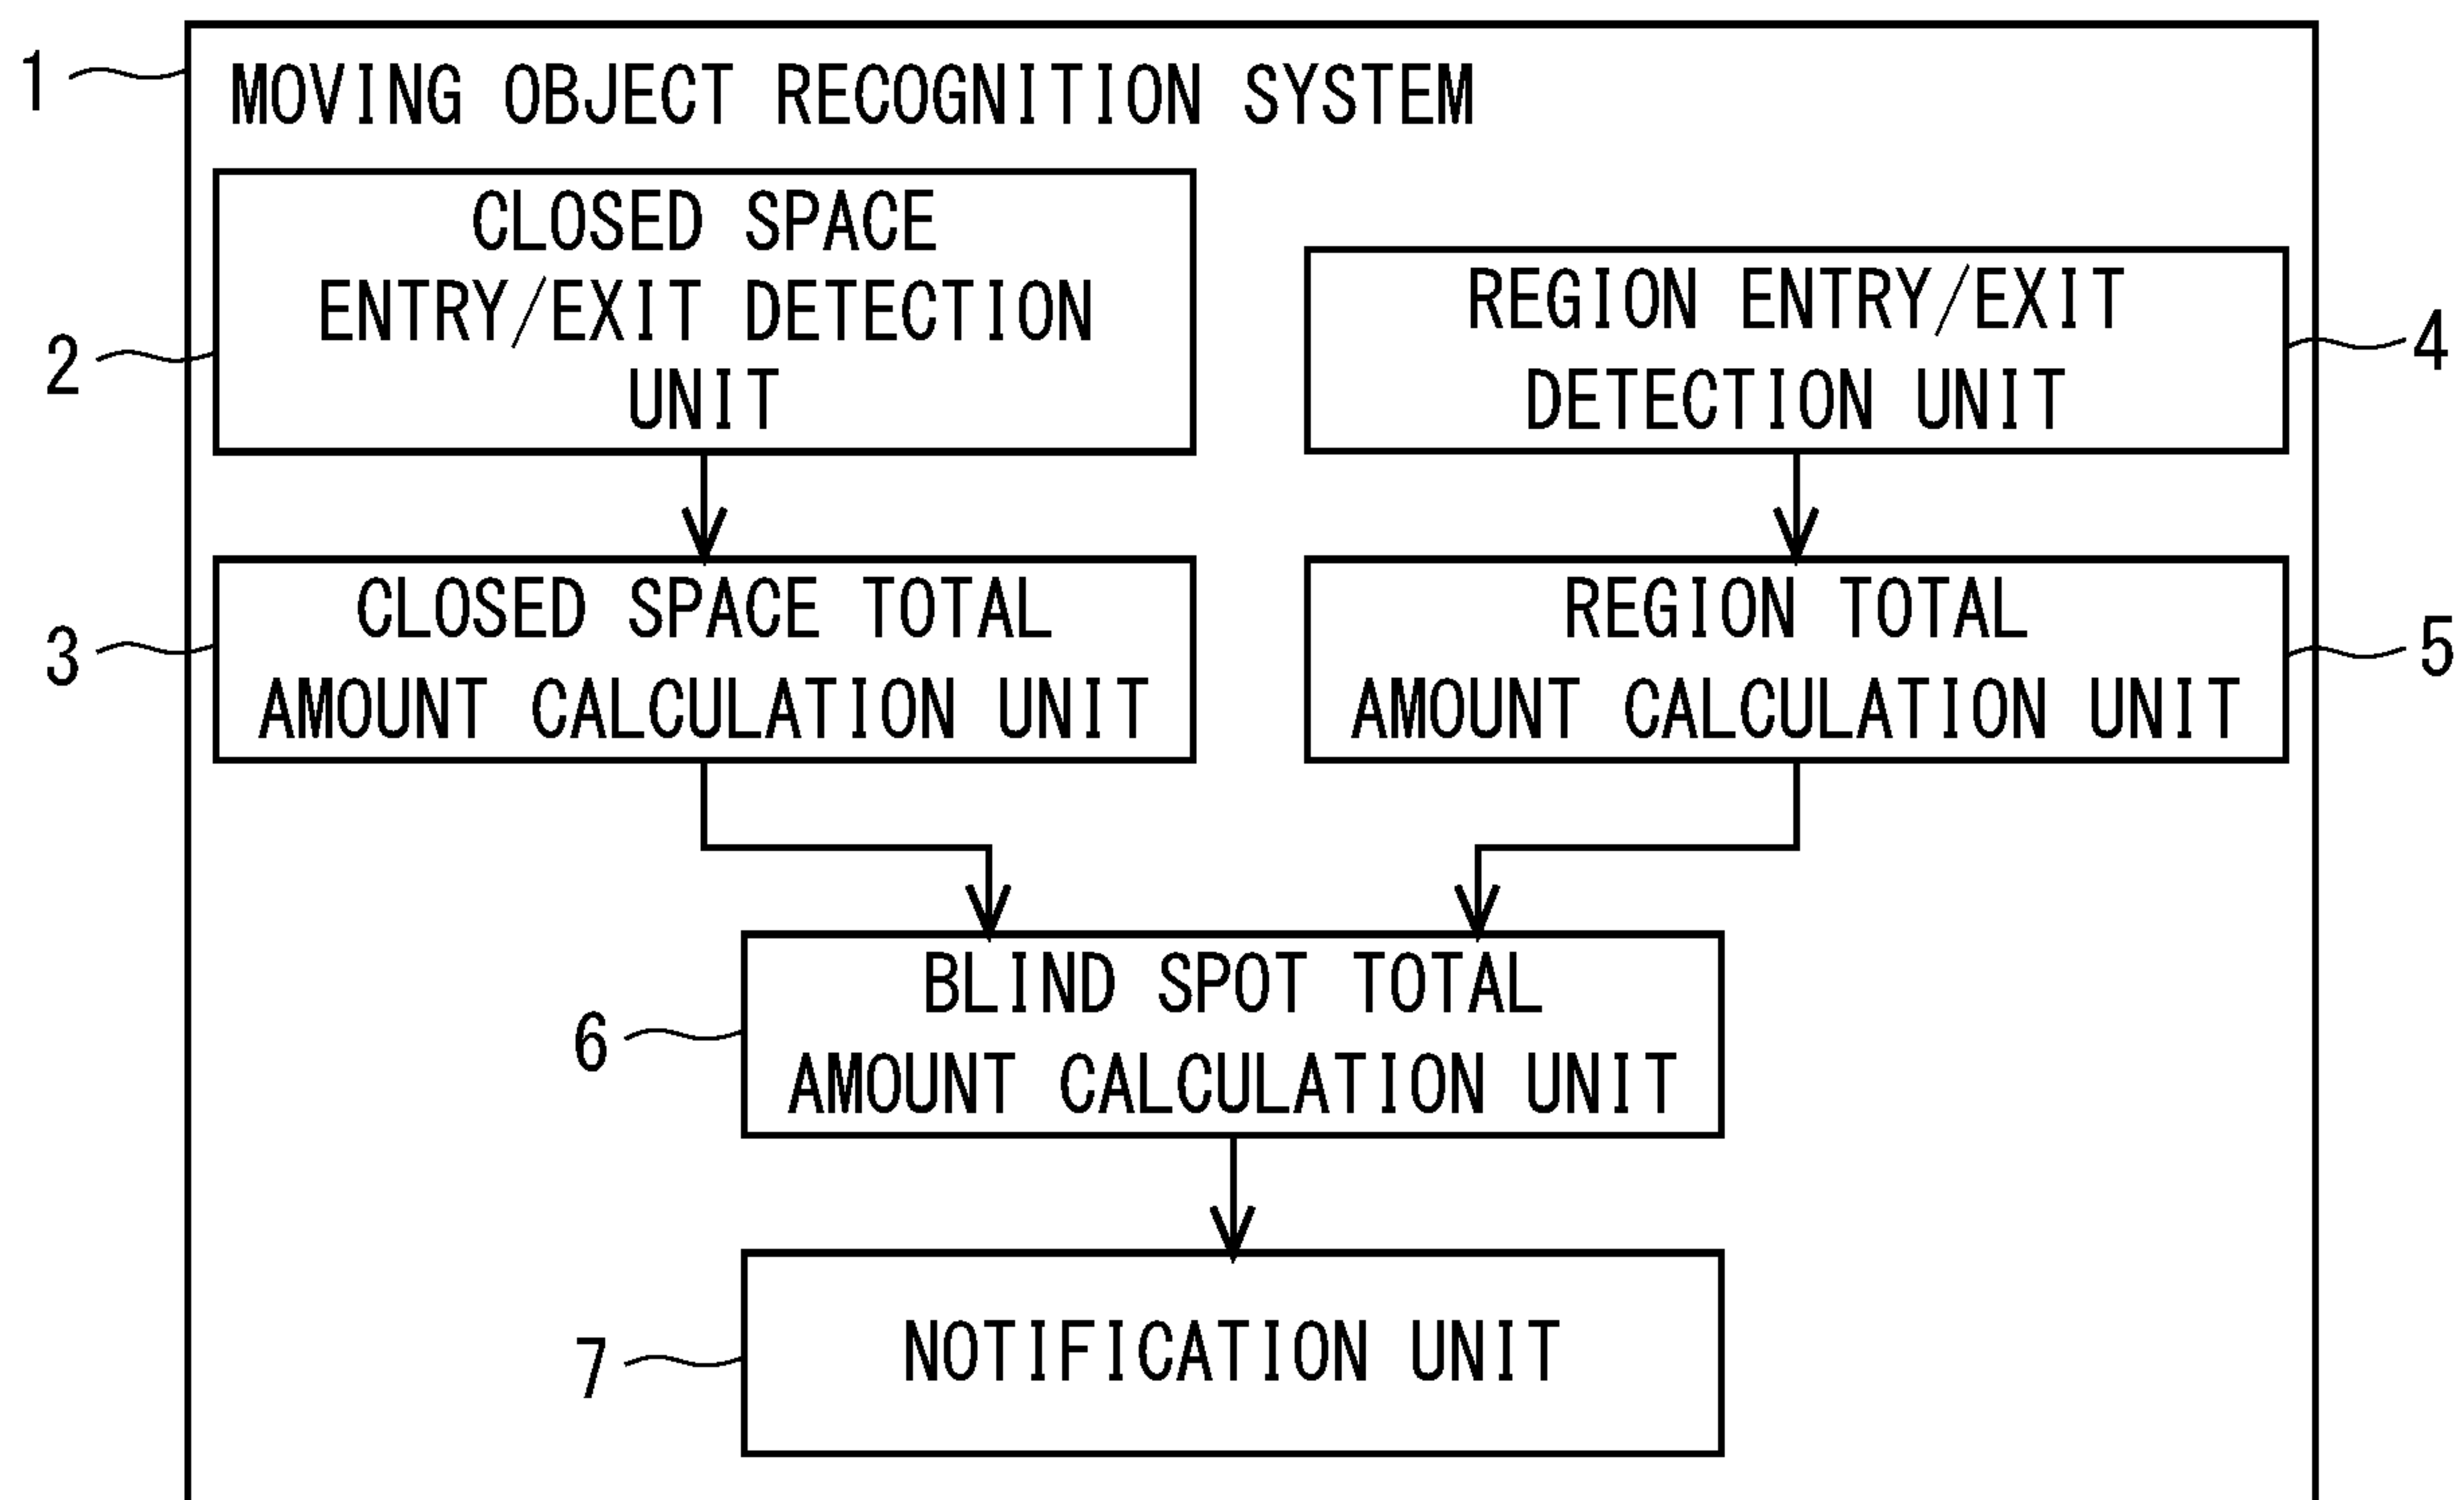 1
MOVING OBJECT RECOGNITION SYSTEM
2
CLOSED SPACE
ENTRY/EXIT DETECTION
UNIT
REGION ENTRY/EXIT
DETECTION UNIT
4
3
CLOSED SPACE TOTAL
AMOUNT CALCULATION UNIT
REGION TOTAL
AMOUNT CALCULATION UNIT
5
6
BLIND SPOT TOTAL
AMOUNT CALCULATION UNIT
7
NOTIFICATION UNIT